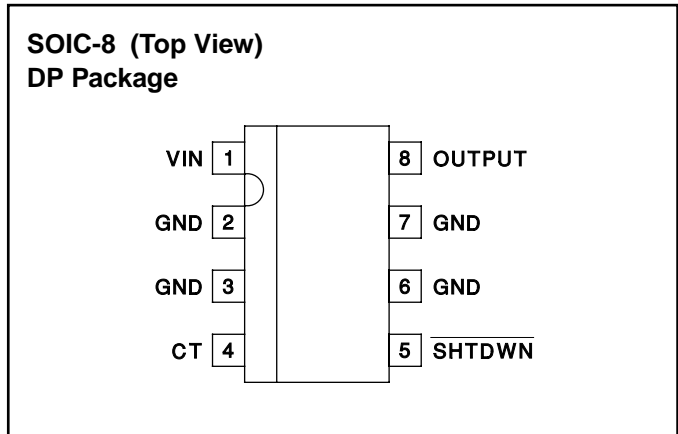 SOIC-8 (Top View)
DP Package
VIN 1 8 OUTPUT
GND 2 7 GND
GND 3 6 GND
CT 4 5 SHTDWN